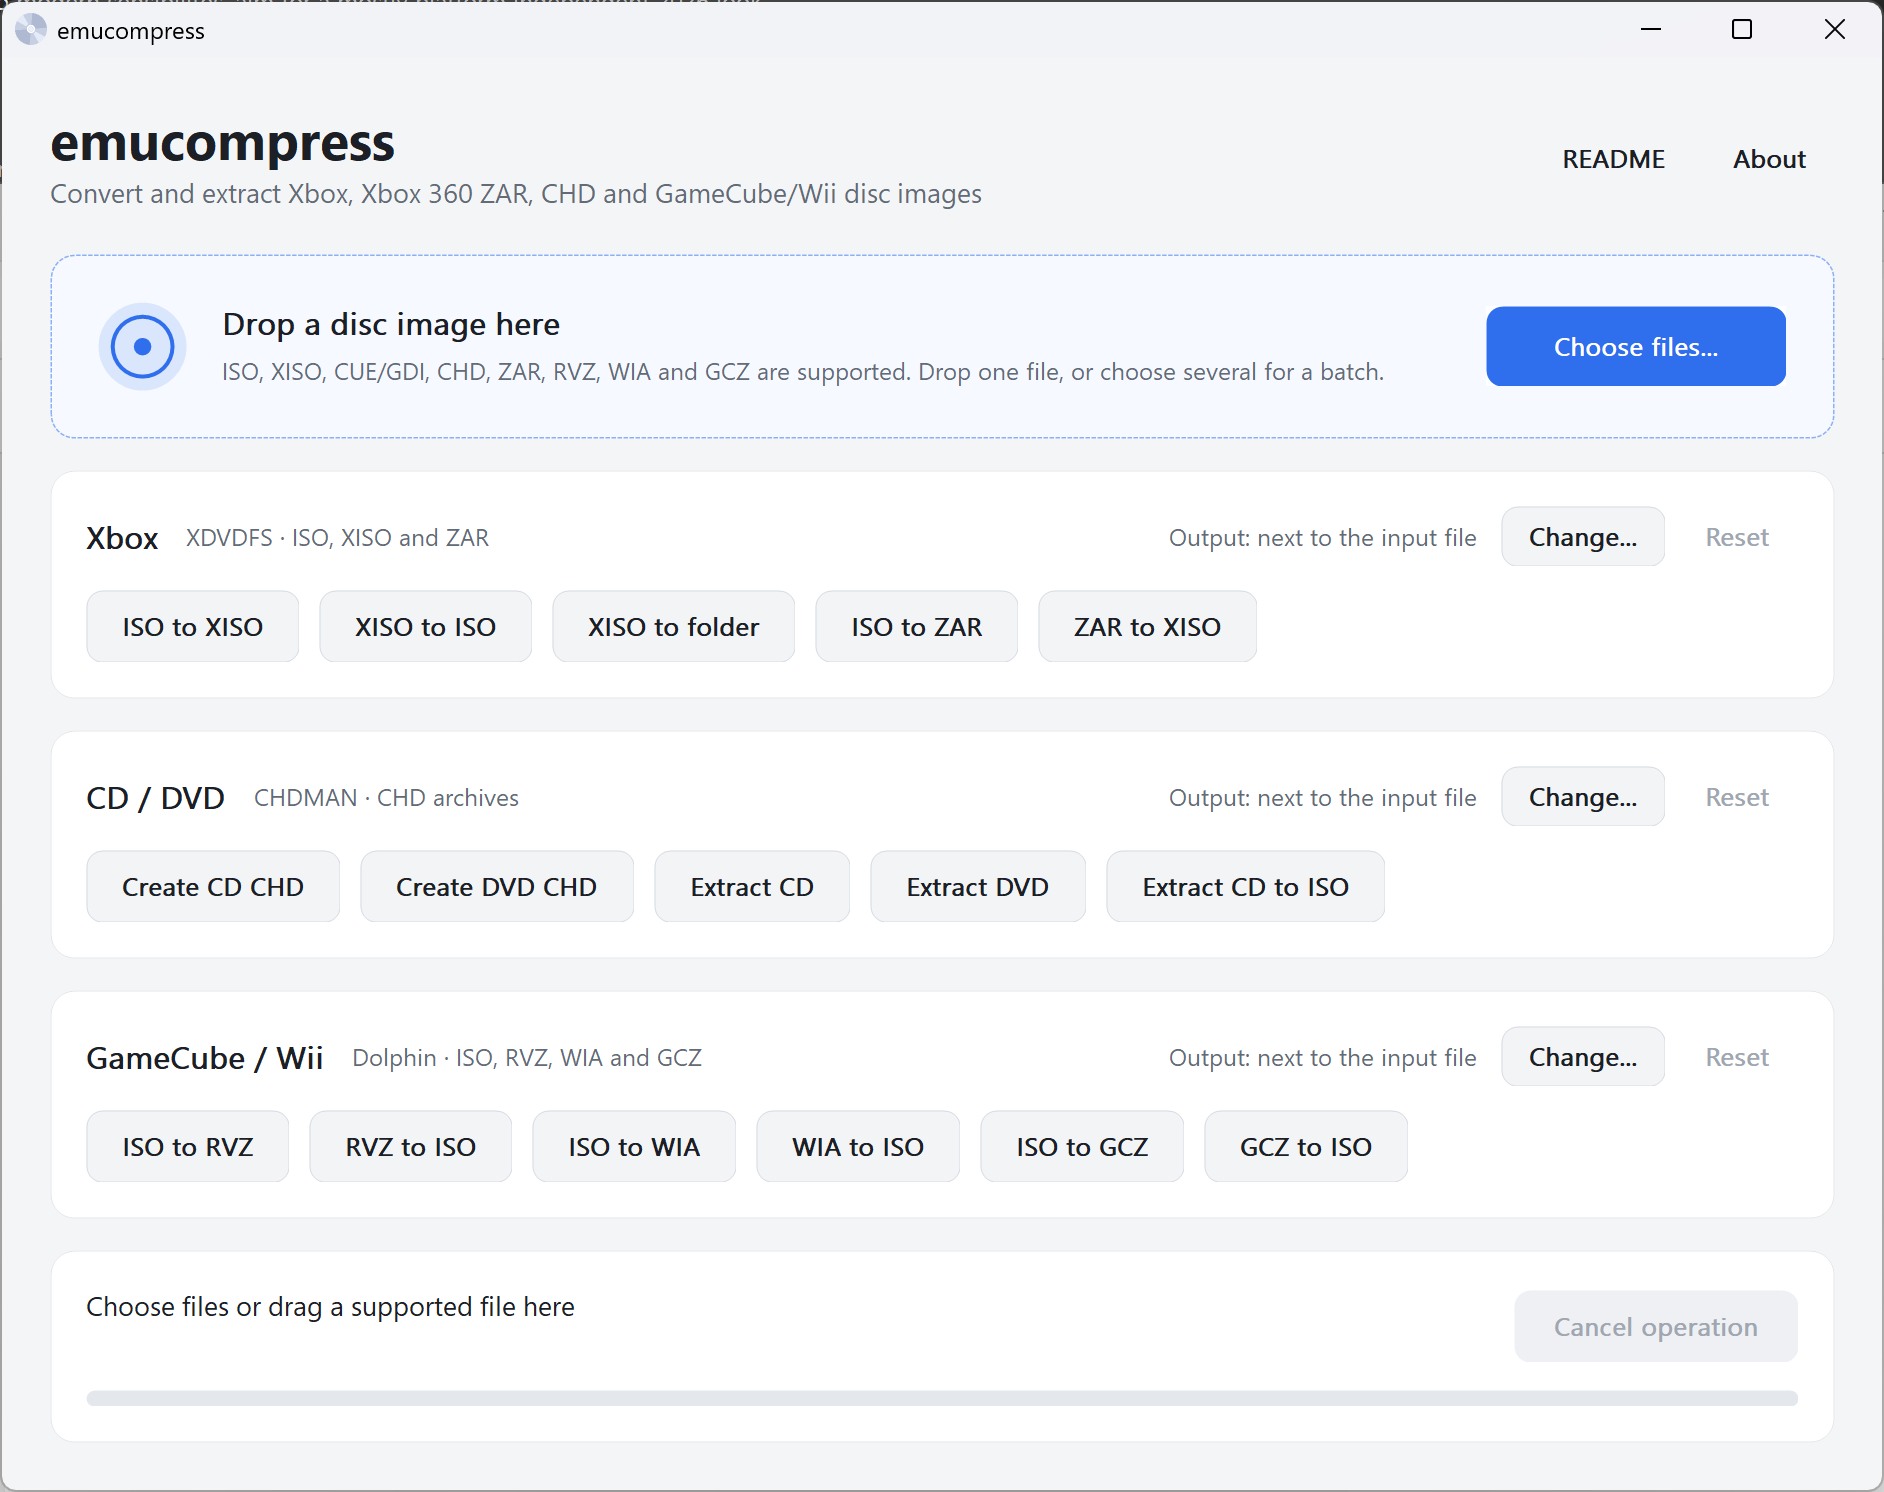 emucompress
emucompress
Convert and extract Xbox, Xbox 360 ZAR, CHD and GameCube/Wii disc images
README
About
Drop a disc image here
ISO, XISO, CUE/GDI, CHD, ZAR, RVZ, WIA and GCZ are supported. Drop one file, or choose several for a batch.
Choose files...
Xbox XDVDFS · ISO, XISO and ZAR
Output: next to the input file Change... Reset
ISO to XISO XISO to ISO XISO to folder ISO to ZAR ZAR to XISO
CD / DVD CHDMAN · CHD archives
Output: next to the input file Change... Reset
Create CD CHD Create DVD CHD Extract CD Extract DVD Extract CD to ISO
GameCube / Wii Dolphin · ISO, RVZ, WIA and GCZ
Output: next to the input file Change... Reset
ISO to RVZ RVZ to ISO ISO to WIA WIA to ISO ISO to GCZ GCZ to ISO
Choose files or drag a supported file here
Cancel operation